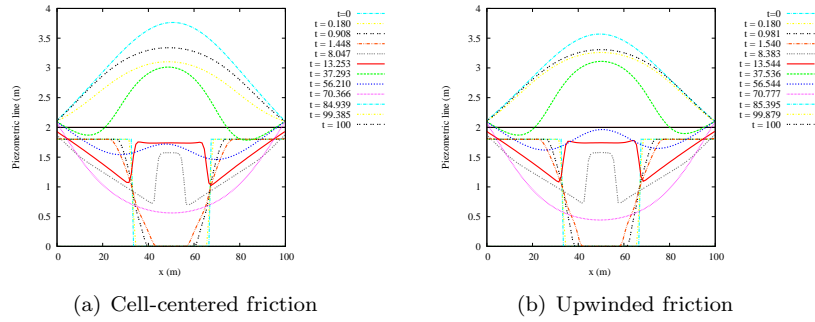 Piezometric line (m)
4
3.5
3
2.5
2
1.5
1
0.5
0
0
20
40
60
80
100
x (m)
t=0
t = 0.180
t = 0.908
t = 1.448
t = 8.047
t = 13.253
t = 37.293
t = 56.210
t = 70.366
t = 84.939
t = 99.385
t = 100
(a) Cell-centered friction
Piezometric line (m)
4
3.5
3
2.5
2
1.5
1
0.5
0
0
20
40
60
80
100
x (m)
t=0
t = 0.180
t = 0.981
t = 1.540
t = 8.383
t = 13.544
t = 37.536
t = 56.544
t = 70.777
t = 85.395
t = 99.879
t = 100
(b) Upwinded friction